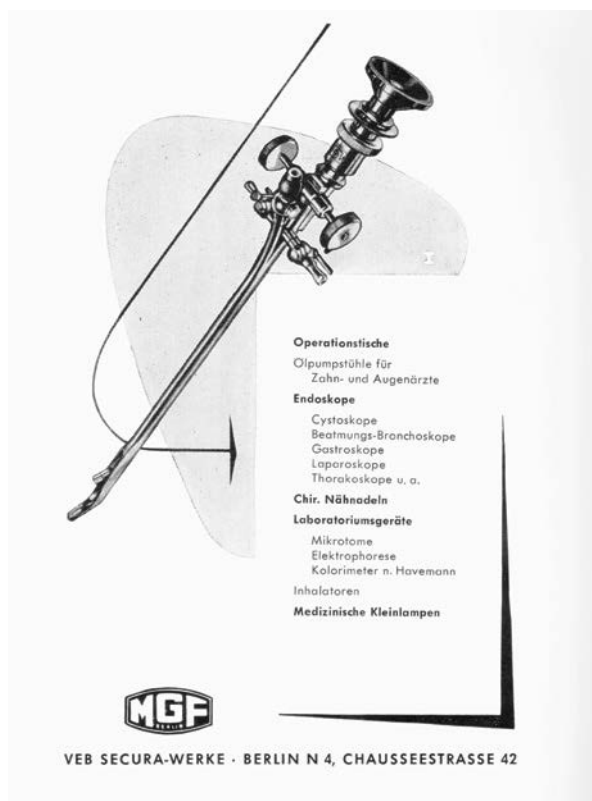 Operationstische
Ölpumpstühle für
Zahn- und Augenärzte
Endoskope
Cystoskope
Beatmungs-Bronchoskope
Gastroskope
Laparoskope
Thorakoskope u. a.
Chir. Nähnadeln
Laboratoriumsgeräte
Mikrotome
Elektrophorese
Kolorimeter n. Havemann
Inhalatoren
Medizinische Kleinlampen
MGF
BERLIN
VEB SECURA-WERKE · BERLIN N 4, CHAUSSEESTRASSE 42